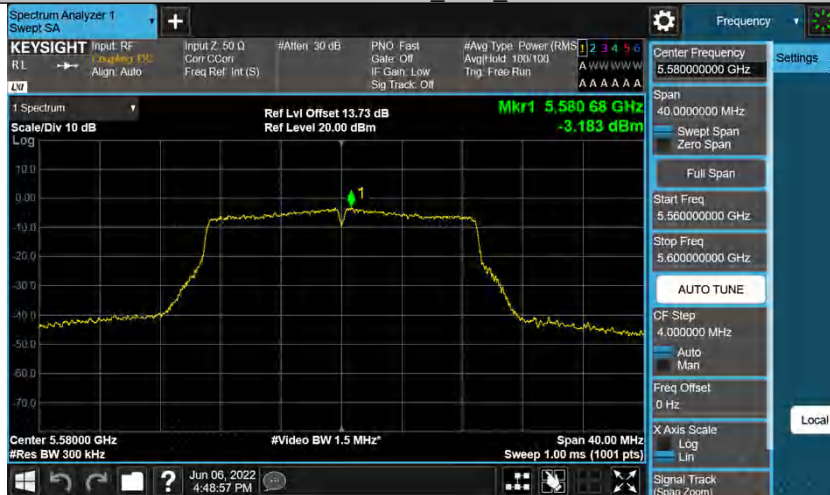 Spectrum Analyzer 1
Swept SA
+
Frequency
KEYSIGHT
RL
Input: RF
Coupling: DC
Align: Auto
Input Z: 50 Ω
Corr CCorr
Freq Ref: Int (S)
#Atten: 30 dB
PNO: Fast
Gate: Off
IF Gain: Low
Sig Track: Off
#Avg Type: Power (RMS
Avg|Hold: 100/100
Trig: Free Run
1 2 3 4 5 6
A W W W W W
A A A A A A
LNI
1 Spectrum
Scale/Div 10 dB
Log
Ref Lvl Offset 13.73 dB
Ref Level 20.00 dBm
Mkr1 5,580 68 GHz
-3.183 dBm
10.0
0.00
-10.0
-20.0
-30.0
-40.0
-50.0
-60.0
-70.0
1
Center 5.58000 GHz
#Res BW 300 kHz
#Video BW 1.5 MHz*
Span 40.00 MHz
Sweep 1.00 ms (1001 pts)
Jun 06, 2022
4:48:57 PM
?
Center Frequency
5.580000000 GHz
Settings
Span
40.0000000 MHz
Swept Span
Zero Span
Full Span
Start Freq
5.560000000 GHz
Stop Freq
5.600000000 GHz
AUTO TUNE
CF Step
4.000000 MHz
Auto
Man
Freq Offset
0 Hz
Local
X Axis Scale
Log
Lin
Signal Track
(Span Zoom)